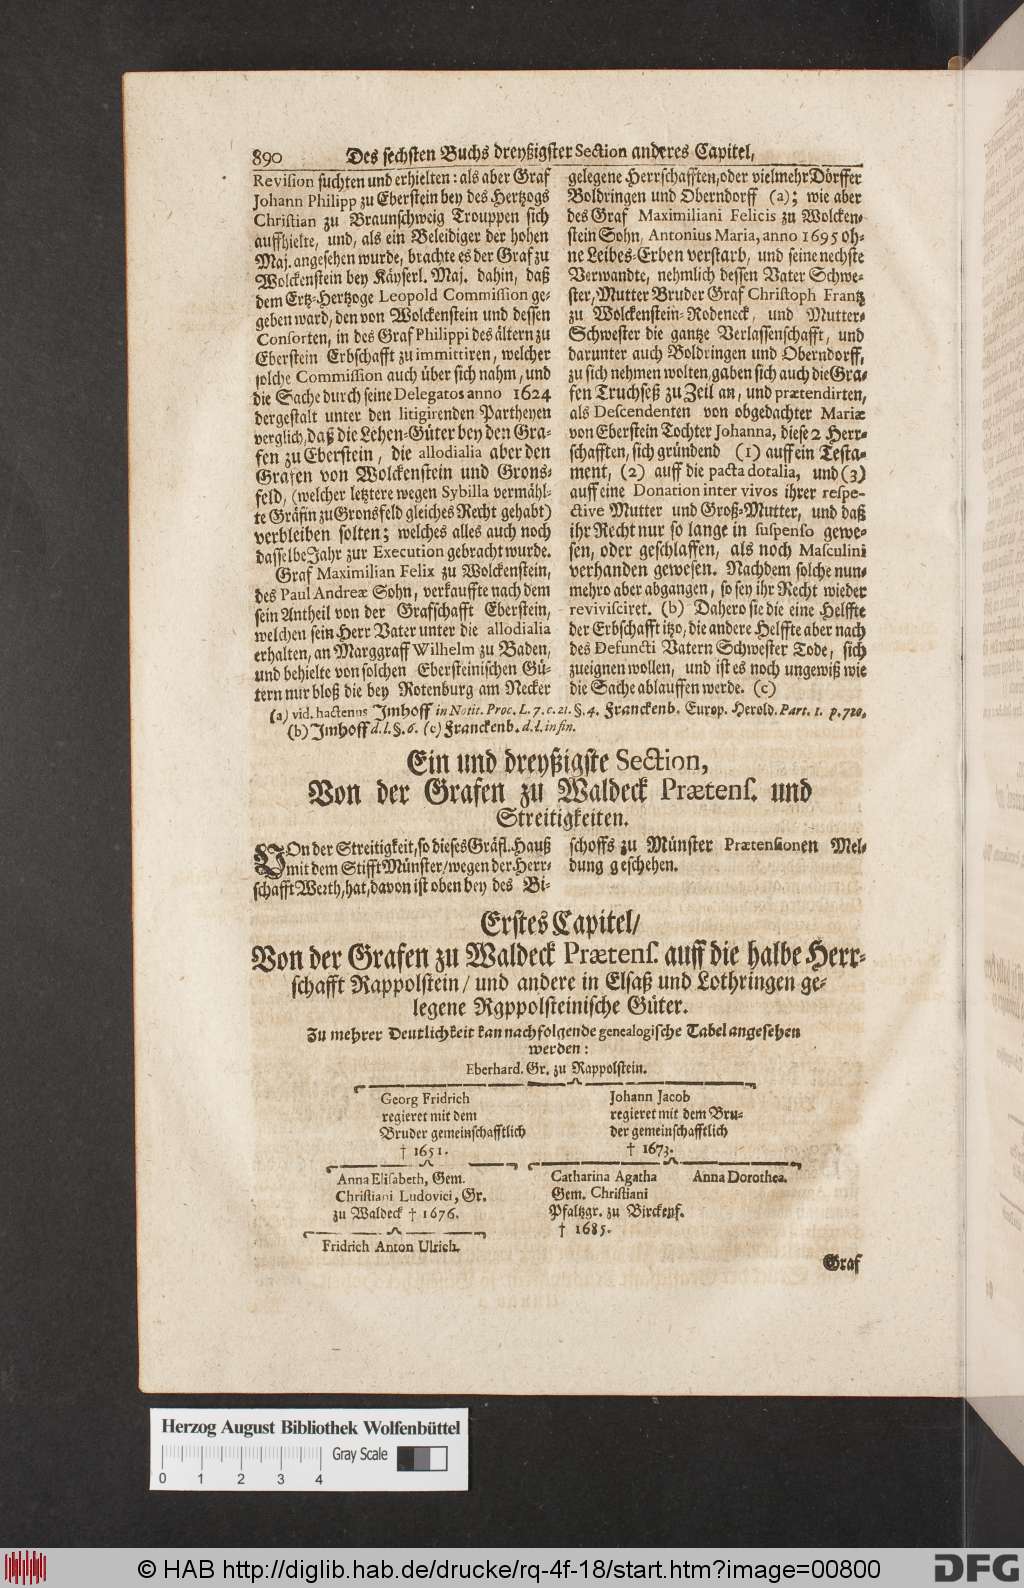 890 Des sechsten Buchs dreyßigster Section anderes Capitel,
Revision suchten und erhielten: als aber Graf
Johann Philipp zu Eberstein bey des Hertzogs
Christian zu Braunschweig Trouppen sich
auffhielte, und, als ein Beleidiger der hohen
Maj. angesehen wurde, brachte es der Graf zu
Wolckenstein bey Käyserl. Maj. dahin, daß
dem Ertz-Hertzoge Leopold Commission ge-
geben ward, den von Wolckenstein und dessen
Consorten, in des Graf Philippi des ältern zu
Eberstein Erbschafft zu immittiren, welcher
solche Commission auch über sich nahm, und
die Sache durch seine Delegatos anno 1624
dergestalt unter den litigirenden Partheyen
verglich, daß die Lehen-Güter bey den Gra-
fen zu Eberstein, die allodialia aber den
Grafen von Wolckenstein und Grons-
feld, (welcher letztere wegen Sybilla vermähl-
te Gräfin zu Gronsfeld gleiches Recht gehabt)
verbleiben solten; welches alles auch noch
dasselbe Jahr zur Execution gebracht wurde.
Graf Maximilian Felix zu Wolckenstein,
des Paul Andreæ Sohn, verkauffte nach dem
sein Antheil von der Grafschafft Eberstein,
welchen sein Herr Vater unter die allodialia
erhalten, an Marggraff Wilhelm zu Baden,
und behielte von solchen Ebersteinischen Gü-
tern nur bloß die bey Rotenburg am Necker
gelegene Herrschafften, oder vielmehr Dörffer
Boldringen und Oberndorff (a); wie aber
des Graf Maximiliani Felicis zu Wolcken-
stein Sohn, Antonius Maria, anno 1695 oh-
ne Leibes-Erben verstarb, und seine nechste
Verwandte, nehmlich dessen Vater Schwe-
ster, Mutter Bruder Graf Christoph Frantz
zu Wolckenstein-Rodeneck, und Mutter-
Schwester die gantze Verlassenschafft, und
darunter auch Boldringen und Oberndorff,
zu sich nehmen wolten, gaben sich auch die Gra-
fen Truchseß zu Zeil an, und prætendirten,
als Descendenten von obgedachter Mariæ
von Eberstein Tochter Johanna, diese 2 Herr-
schafften, sich gründend (1) auff ein Testa-
ment, (2) auff die pacta dotalia, und (3)
auff eine Donation inter vivos ihrer respe-
ctive Mutter und Groß-Mutter, und daß
ihr Recht nur so lange in suspenso gewe-
sen, oder geschlaffen, als noch Masculini
verhanden gewesen. Nachdem solche nun-
mehro aber abgangen, so sey ihr Recht wieder
revivisciret. (b) Dahero sie die eine Helffte
der Erbschafft itzo, die andere Helffte aber nach
des Defuncti Vatern Schwester Tode, sich
zueignen wollen, und ist es noch ungewiß wie
die Sache ablauffen werde. (c)
(a) vid. hactenus Imhoff in Notit. Proc. L. 7. c. 21. §. 4. Franckenb. Europ. Herold. Part. 1. p. 720.
(b) Imhoff d. l. §. 6. (c) Franckenb. d. l. in fin.
Ein und dreyßigste Section,
Von der Grafen zu Waldeck Prætens. und
Streitigkeiten.
VOn der Streitigkeit, so dieses Gräfl. Hauß
mit dem Stifft Münster/ wegen der Herr-
schafft Werth, hat, davon ist oben bey des Bi-
schoffs zu Münster Prætensionen Mel-
dung geschehen.
Erstes Capitel/
Von der Grafen zu Waldeck Prætens. auff die halbe Herr-
schafft Rappolstein/ und andere in Elsaß und Lothringen ge-
legene Rappolsteinische Güter.
Zu mehrer Deutlichkeit kan nachfolgende genealogische Tabel angesehen
werden:
Eberhard. Gr. zu Rappolstein.
Georg Fridrich
regieret mit dem
Bruder gemeinschafftlich
† 1651.
Johann Jacob
regieret mit dem Bru-
der gemeinschafftlich
† 1673.
Anna Elisabeth, Gem.
Christiani Ludovici, Gr.
zu Waldeck † 1676.
Catharina Agatha
Gem. Christiani
Pfaltzgr. zu Birckenf.
† 1685.
Anna Dorothea.
Fridrich Anton Ulrich.
Graf
Herzog August Bibliothek Wolfenbüttel
Gray Scale
0 1 2 3 4
© HAB http://diglib.hab.de/drucke/rq-4f-18/start.htm?image=00800
DFG